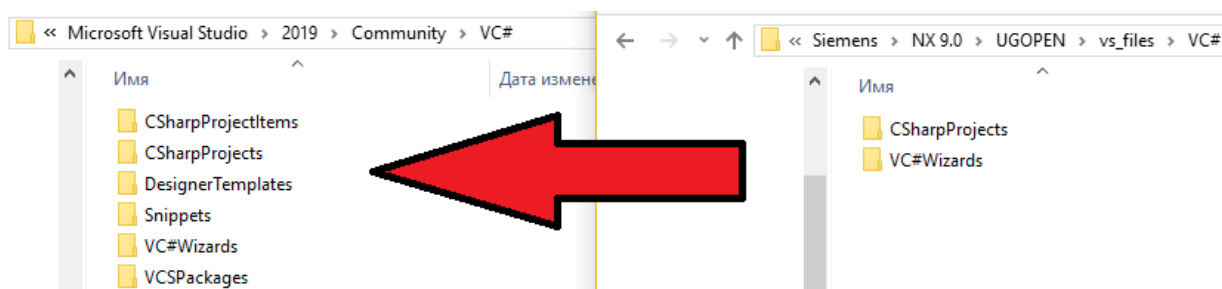 « Microsoft Visual Studio > 2019 > Community > VC#
Имя
Дата измене
CSharpProjectItems
CSharpProjects
DesignerTemplates
Snippets
VC#Wizards
VCSPackages
« Siemens > NX 9.0 > UGOPEN > vs_files > VC#
Имя
CSharpProjects
VC#Wizards